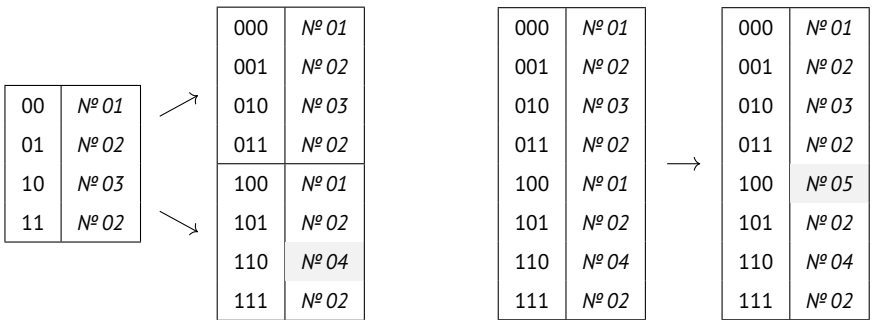 00 № 01
01 № 02
10 № 03
11 № 02
000 № 01
001 № 02
010 № 03
011 № 02
100 № 01
101 № 02
110 № 04
111 № 02
000 № 01
001 № 02
010 № 03
011 № 02
100 № 01
101 № 02
110 № 04
111 № 02
000 № 01
001 № 02
010 № 03
011 № 02
100 № 05
101 № 02
110 № 04
111 № 02